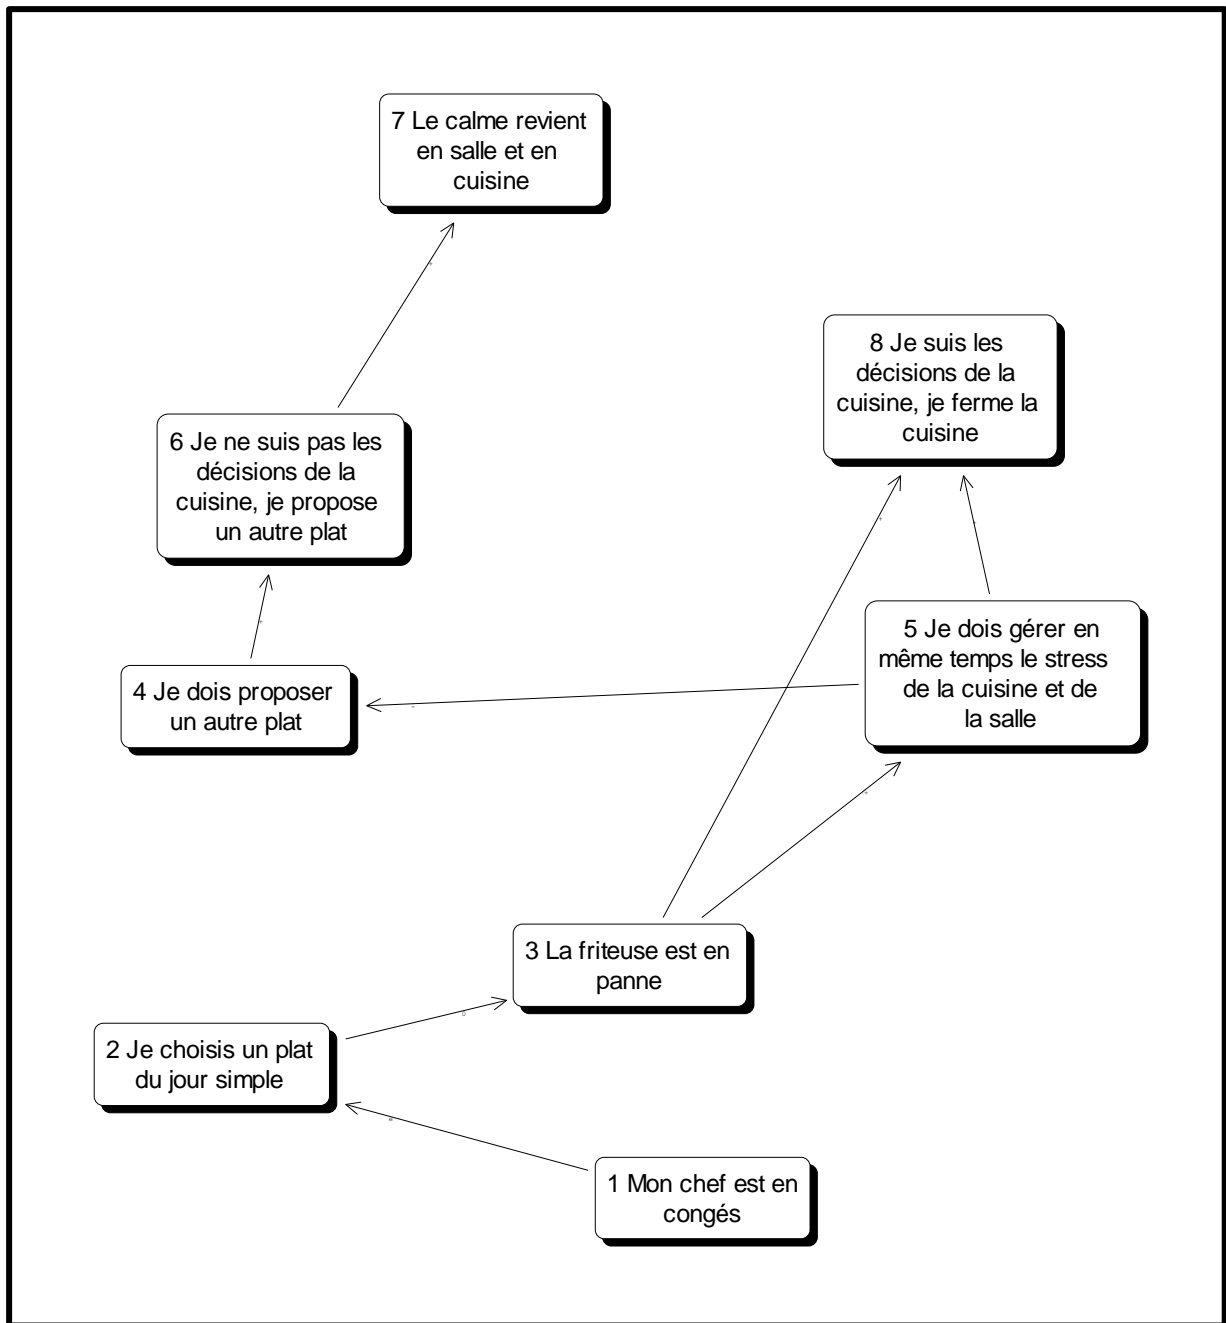 7 Le calme revient
en salle et en
cuisine
8 Je suis les
décisions de la
cuisine, je ferme la
cuisine
6 Je ne suis pas les
décisions de la
cuisine, je propose
un autre plat
5 Je dois gérer en
même temps le stress
de la cuisine et de
la salle
4 Je dois proposer
un autre plat
3 La friteuse est en
panne
2 Je choisis un plat
du jour simple
1 Mon chef est en
congés